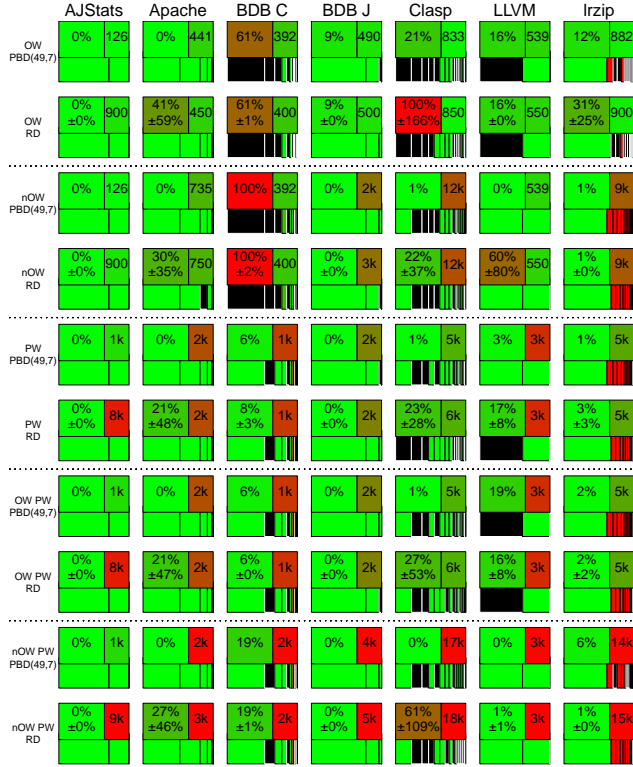 AJStats Apache BDB C BDB J Clasp LLVM lrzip
OW
PBD(49,7)
0% 126 0% 441 61% 392 9% 490 21% 833 16% 539 12% 882
OW
RD
0%
±0% 900 41%
±59% 450 61%
±1% 400 9%
±0% 500 100%
±166% 850 16%
±0% 550 31%
±25% 900
nOW
PBD(49,7)
0% 126 0% 735 100% 392 0% 2k 1% 12k 0% 539 1% 9k
nOW
RD
0%
±0% 900 30%
±35% 750 100%
±2% 400 0%
±0% 3k 22%
±37% 12k 60%
±80% 550 1%
±0% 9k
PW
PBD(49,7)
0% 1k 0% 2k 6% 1k 0% 2k 1% 5k 3% 3k 1% 5k
PW
RD
0%
±0% 8k 21%
±48% 2k 8%
±3% 1k 0%
±0% 2k 23%
±28% 6k 17%
±8% 3k 3%
±3% 5k
OW PW
PBD(49,7)
0% 1k 0% 2k 6% 1k 0% 2k 1% 5k 19% 3k 2% 5k
OW PW
RD
0%
±0% 8k 21%
±47% 2k 6%
±0% 1k 0%
±0% 2k 27%
±53% 6k 16%
±8% 3k 2%
±2% 5k
nOW PW
PBD(49,7)
0% 1k 0% 2k 19% 2k 0% 4k 0% 17k 0% 3k 6% 14k
nOW PW
RD
0%
±0% 9k 27%
±46% 3k 19%
±1% 2k 0%
±0% 5k 61%
±109% 18k 1%
±1% 3k 1%
±0% 15k